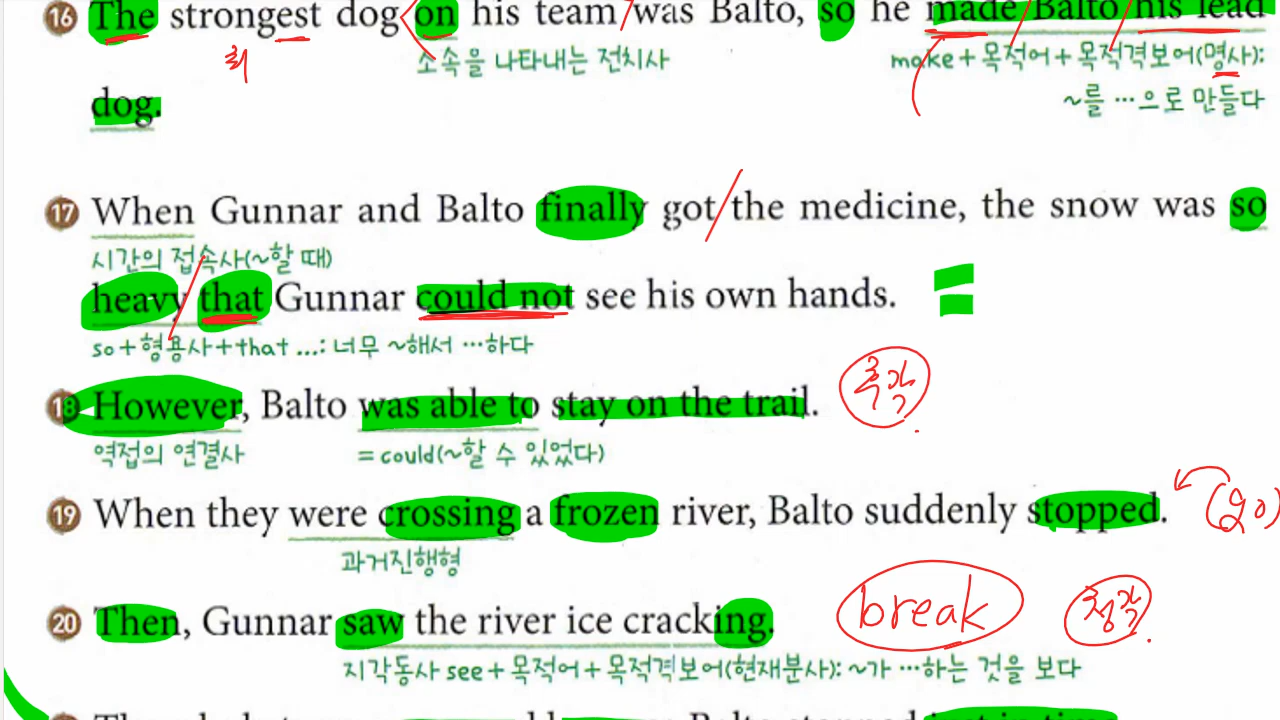 16 The strongest dog on his team was Balto, so he made Balto his lead
최
소속을 나타내는 전치사
make+목적어+목적격보어(명사):
~를 …으로 만들다
dog.
17 When Gunnar and Balto finally got the medicine, the snow was so
시간의 접속사(~할 때)
heavy that Gunnar could not see his own hands. =
so+형용사+that …: 너무 ~해서 …하다
18 However, Balto was able to stay on the trail.
역접의 연결사
= could(~할 수 있었다)
19 When they were crossing a frozen river, Balto suddenly stopped.
과거진행형
20 Then, Gunnar saw the river ice cracking. break 청각
지각동사 see+목적어+목적격보어(현재분사): ~가 …하는 것을 보다